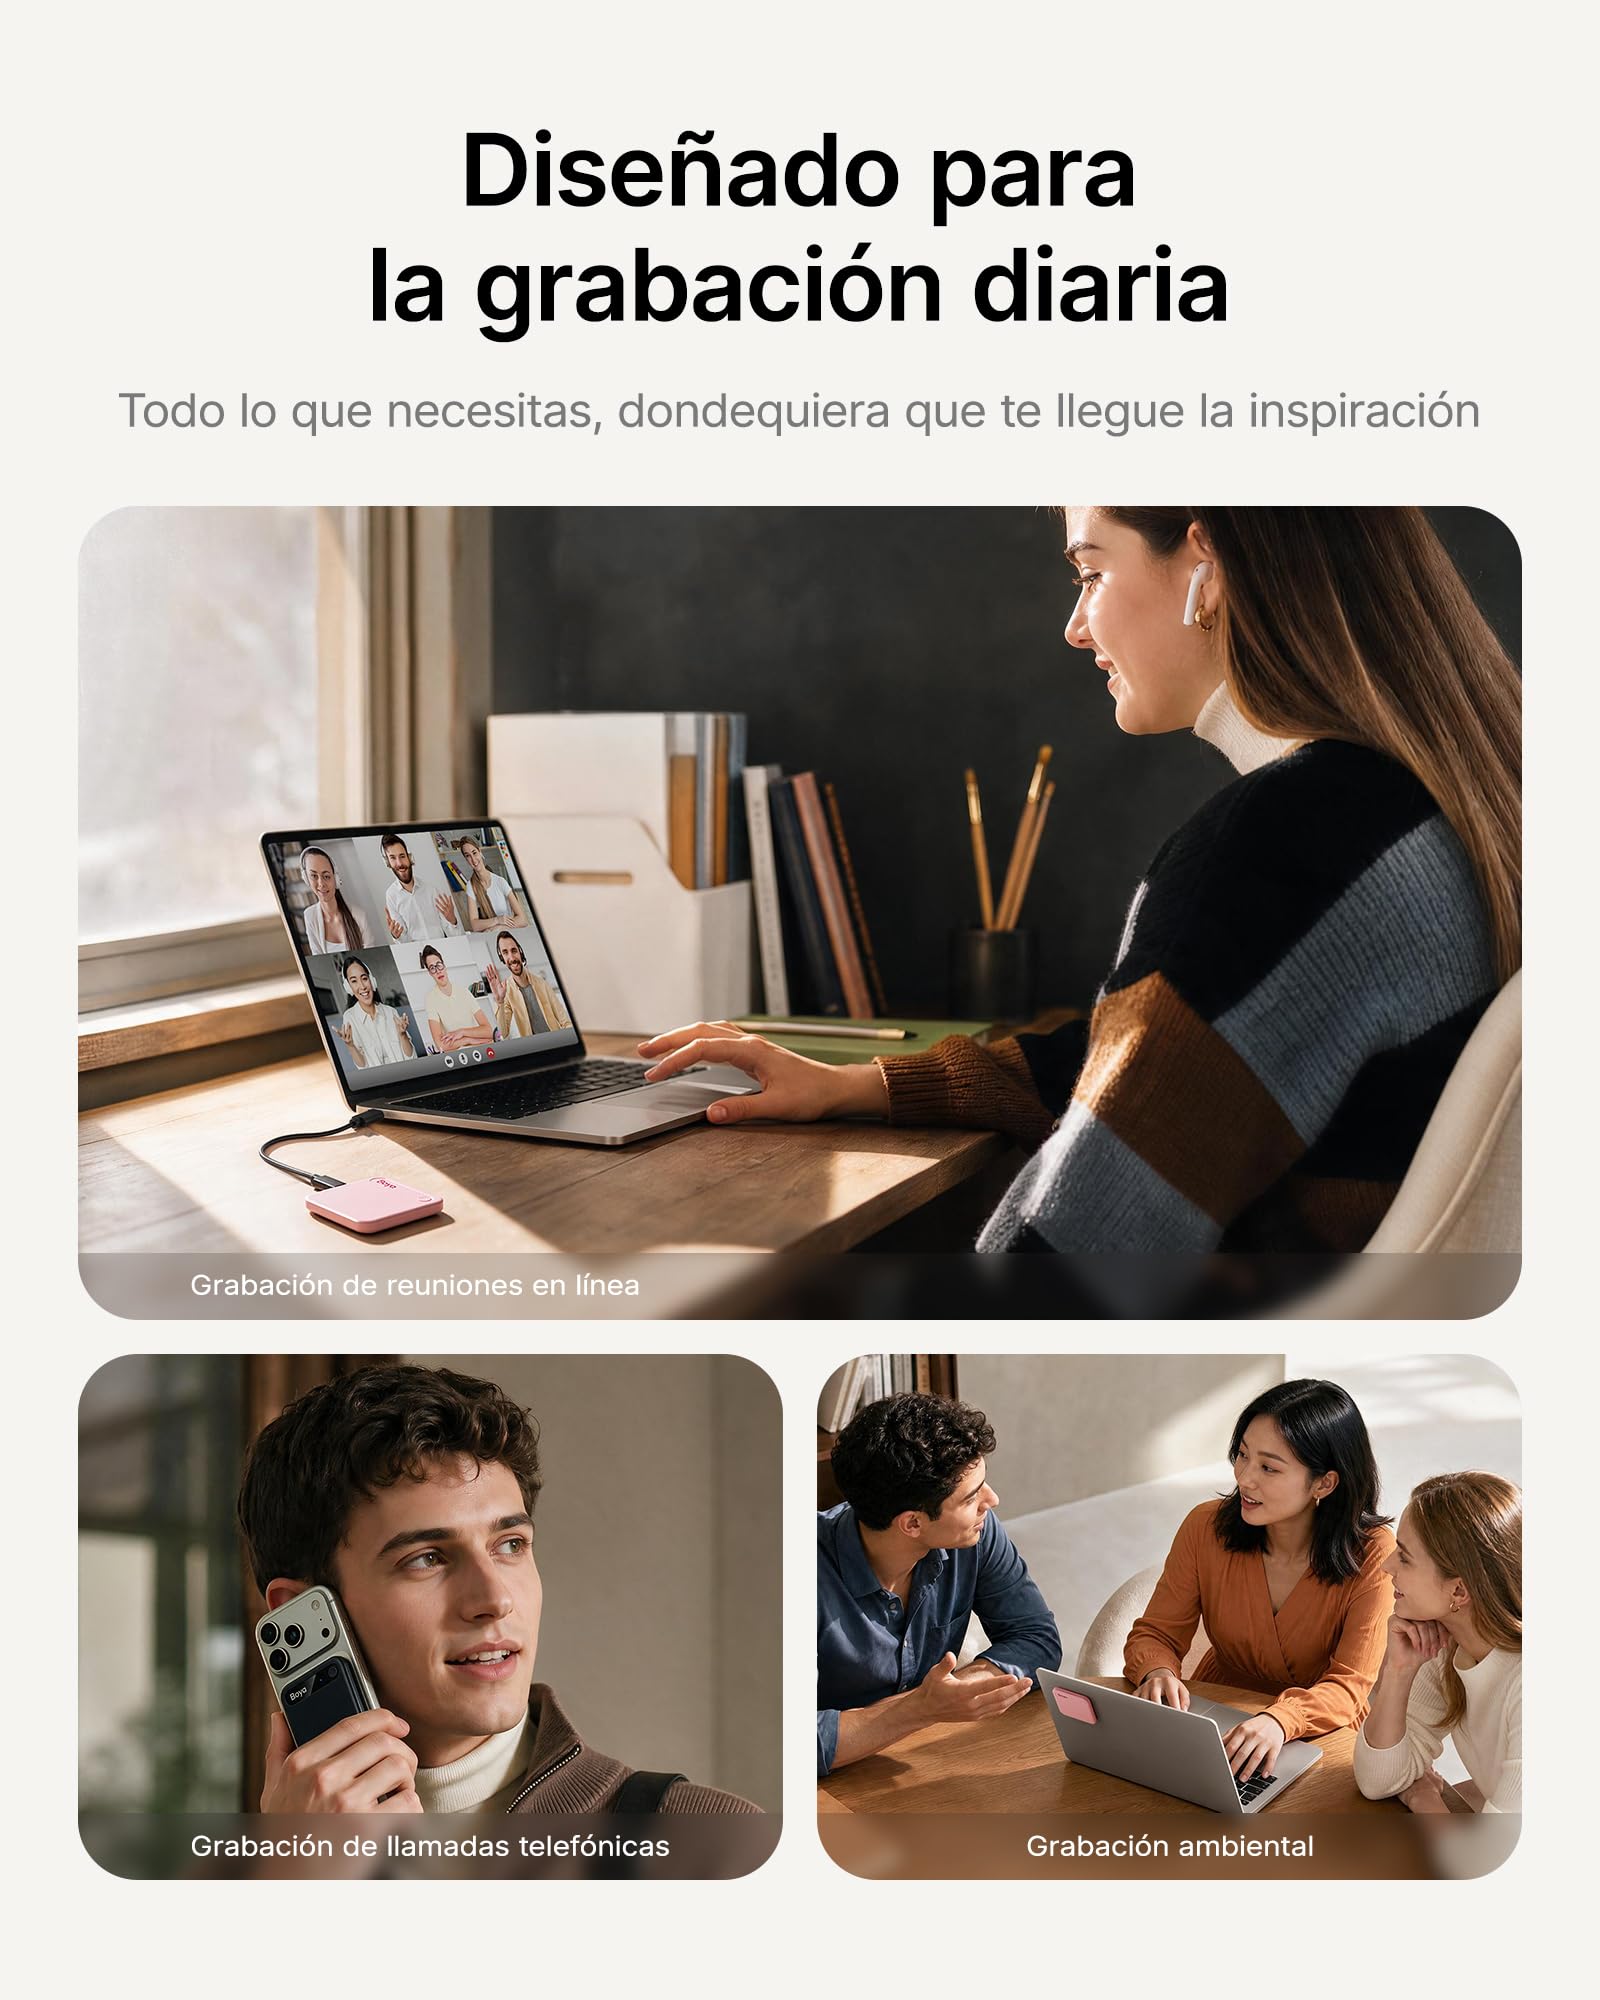 Diseñado para
la grabación diaria
Todo lo que necesitas, dondequiera que te llegue la inspiración
Boya
Grabación de reuniones en línea
Boya
Grabación de llamadas telefónicas
Grabación ambiental